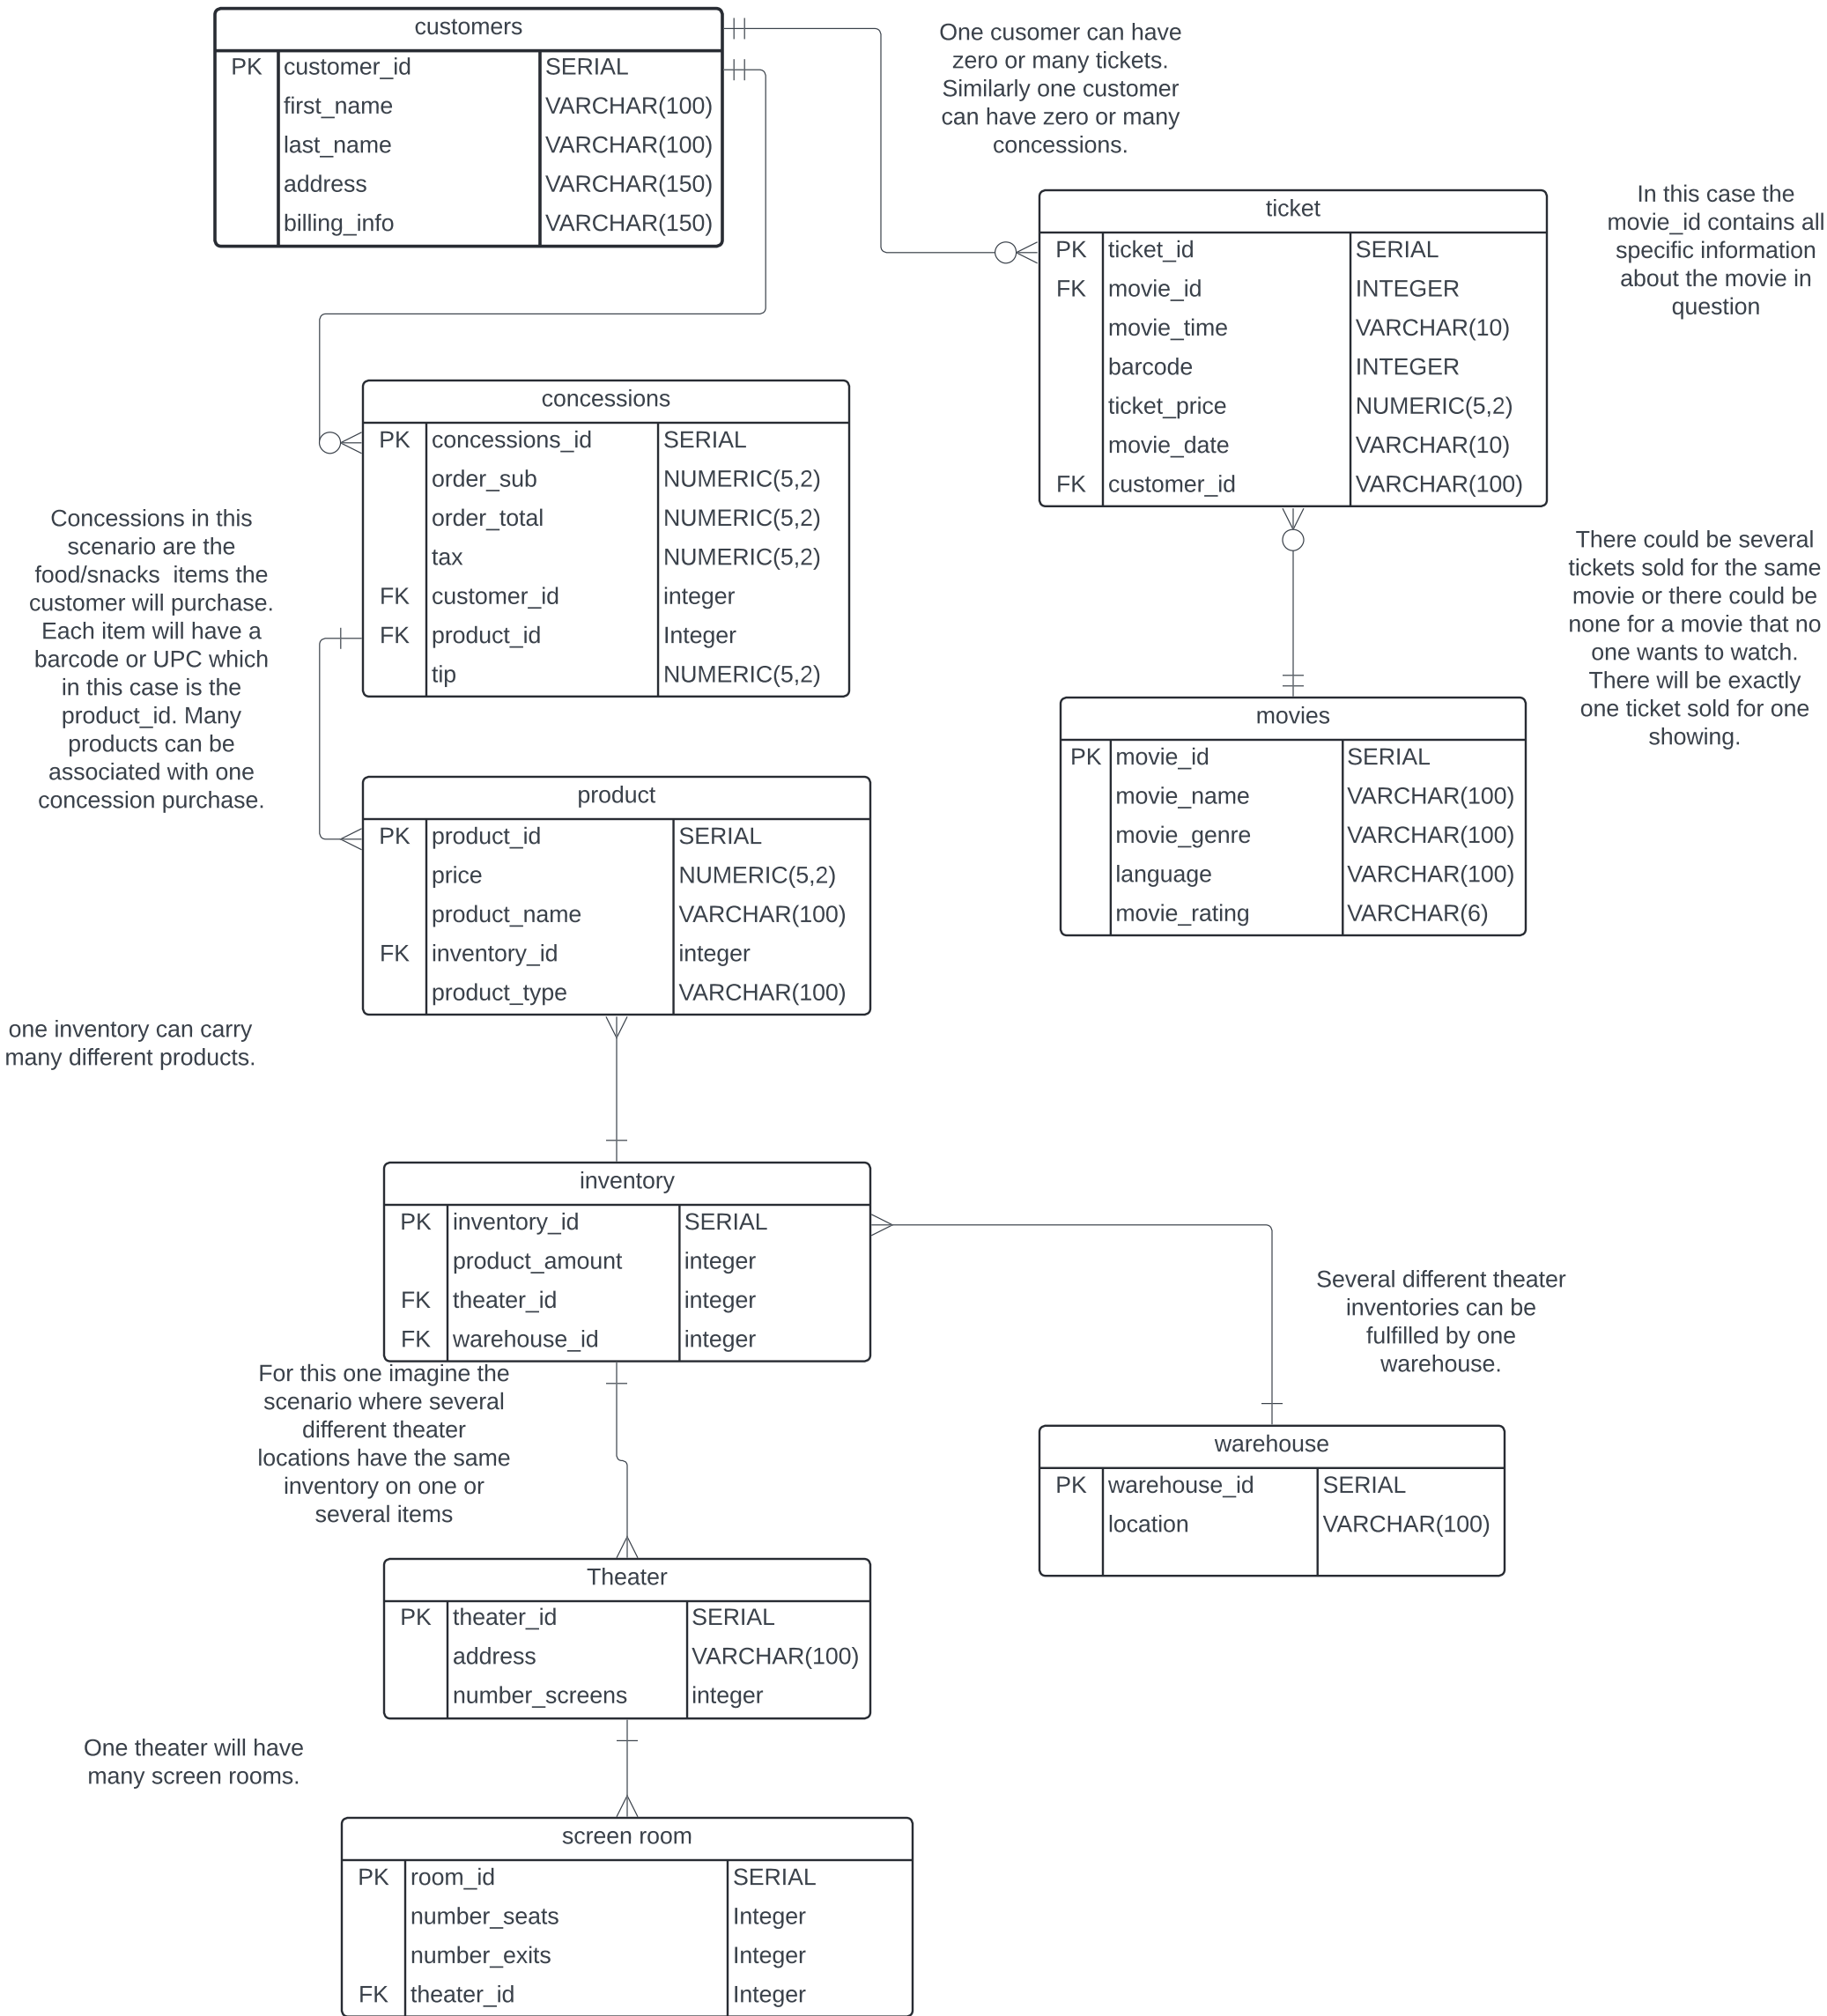 customers
PK customer_id SERIAL
first_name VARCHAR(100)
last_name VARCHAR(100)
address VARCHAR(150)
billing_info VARCHAR(150)
One cusomer can have
zero or many tickets.
Similarly one customer
can have zero or many
concessions.
ticket
PK ticket_id SERIAL
FK movie_id INTEGER
movie_time VARCHAR(10)
barcode INTEGER
ticket_price NUMERIC(5,2)
movie_date VARCHAR(10)
FK customer_id VARCHAR(100)
In this case the
movie_id contains all
specific information
about the movie in
question
concessions
PK concessions_id SERIAL
order_sub NUMERIC(5,2)
order_total NUMERIC(5,2)
tax NUMERIC(5,2)
FK customer_id integer
FK product_id Integer
tip NUMERIC(5,2)
Concessions in this
scenario are the
food/snacks  items the
customer will purchase.
Each item will have a
barcode or UPC which
in this case is the
product_id. Many
products can be
associated with one
concession purchase.
There could be several
tickets sold for the same
movie or there could be
none for a movie that no
one wants to watch.
There will be exactly
one ticket sold for one
showing.
movies
PK movie_id SERIAL
movie_name VARCHAR(100)
movie_genre VARCHAR(100)
language VARCHAR(100)
movie_rating VARCHAR(6)
product
PK product_id SERIAL
price NUMERIC(5,2)
product_name VARCHAR(100)
FK inventory_id integer
product_type VARCHAR(100)
one inventory can carry
many different products.
inventory
PK inventory_id SERIAL
product_amount integer
FK theater_id integer
FK warehouse_id integer
Several different theater
inventories can be
fulfilled by one
warehouse.
For this one imagine the
scenario where several
different theater
locations have the same
inventory on one or
several items
warehouse
PK warehouse_id SERIAL
location VARCHAR(100)
Theater
PK theater_id SERIAL
address VARCHAR(100)
number_screens integer
One theater will have
many screen rooms.
screen room
PK room_id SERIAL
number_seats Integer
number_exits Integer
FK theater_id Integer